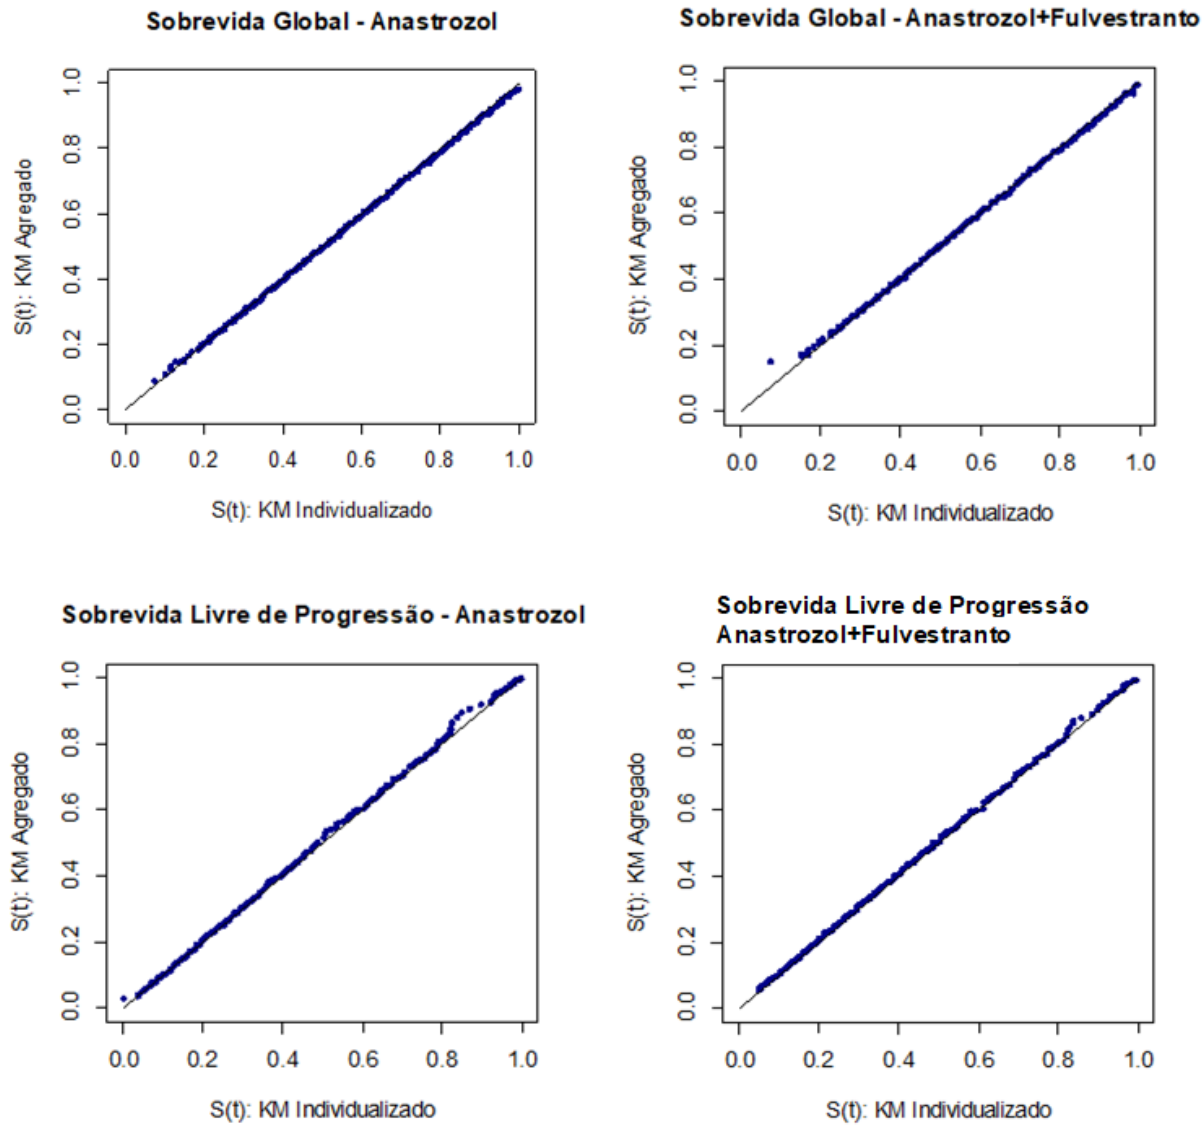 Sobrevida Global - Anastrozol
S(t): KM Agregado
1.0
0.8
0.6
0.4
0.2
0.0
0.0 0.2 0.4 0.6 0.8 1.0
S(t): KM Individualizado
Sobrevida Global - Anastrozol+Fulvestranto
S(t): KM Agregado
1.0
0.8
0.6
0.4
0.2
0.0
0.0 0.2 0.4 0.6 0.8 1.0
S(t): KM Individualizado
Sobrevida Livre de Progressão - Anastrozol
S(t): KM Agregado
1.0
0.8
0.6
0.4
0.2
0.0
0.0 0.2 0.4 0.6 0.8 1.0
S(t): KM Individualizado
Sobrevida Livre de Progressão
Anastrozol+Fulvestranto
S(t): KM Agregado
1.0
0.8
0.6
0.4
0.2
0.0
0.0 0.2 0.4 0.6 0.8 1.0
S(t): KM Individualizado